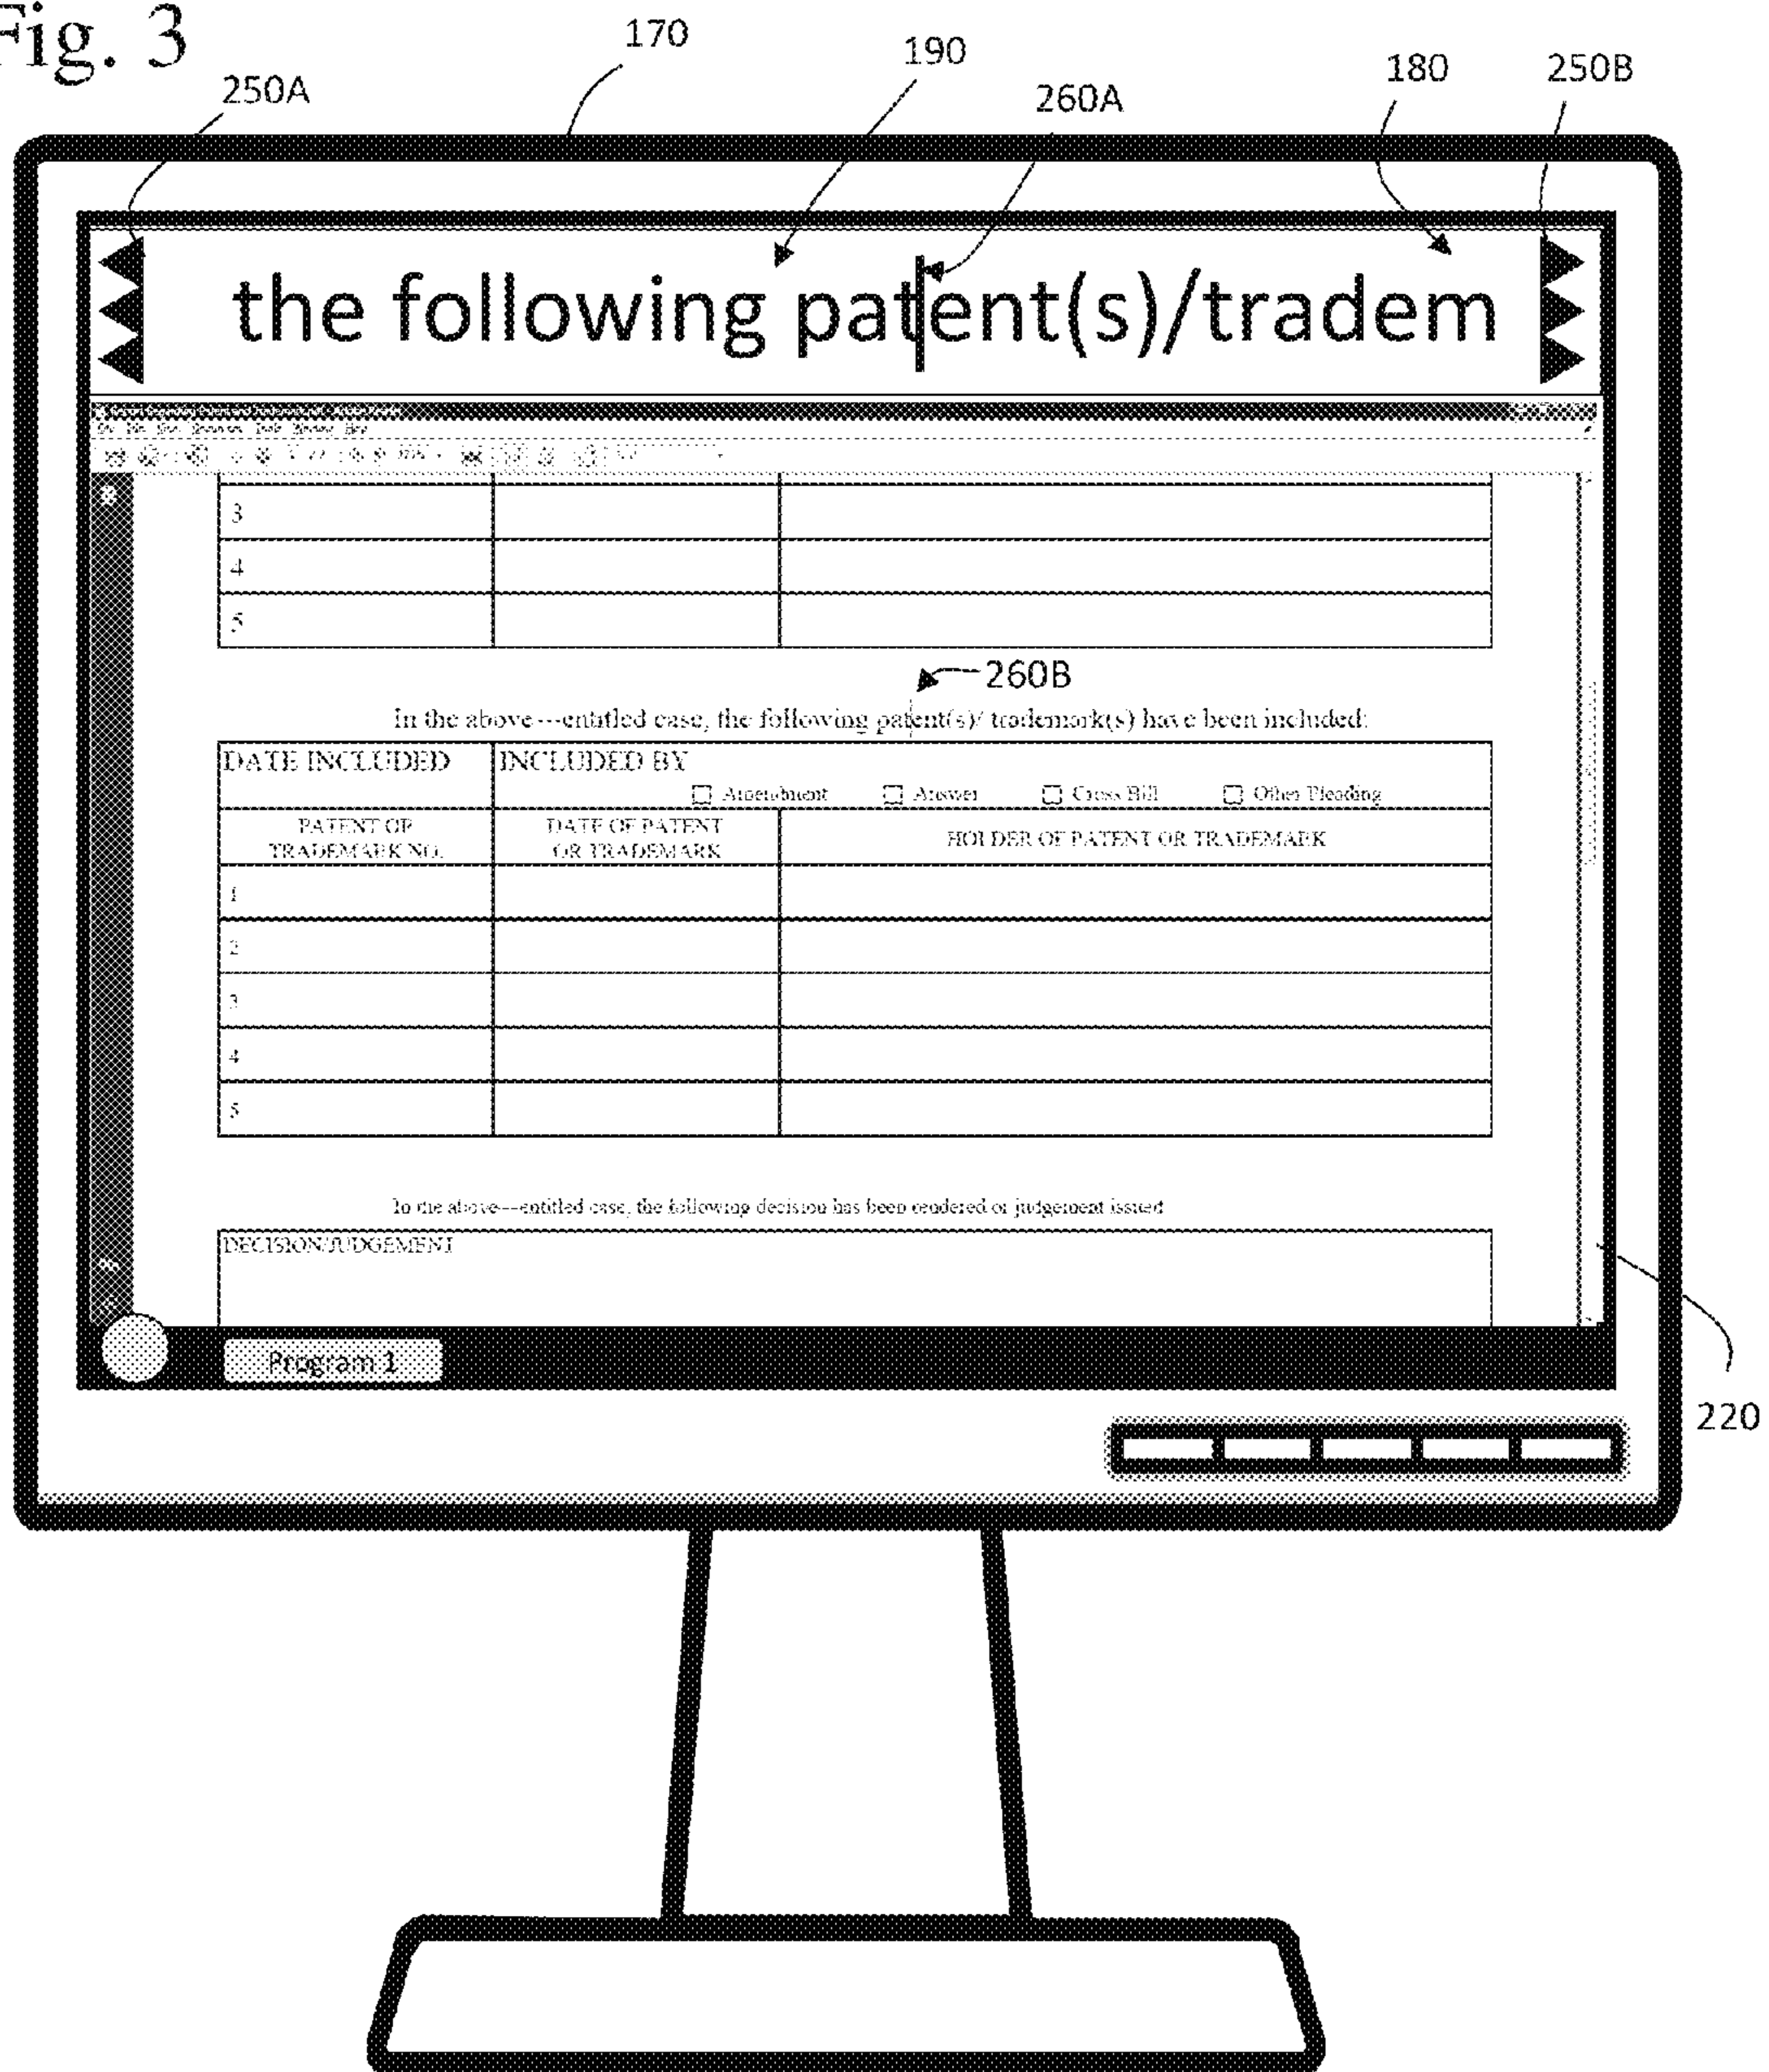 Fig. 3
170
190
180
250B
250A
260A
the following patent(s)/tradem
3
4
5
260B
In the above---entitled case, the following patent(s)/ trademark(s) have been included:
DATE INCLUDED
INCLUDED BY
Amendment
Answer
Cross Bill
Other Pleading
PATENT OR
TRADEMARK NO.
DATE OF PATENT
OR TRADEMARK
HOLDER OF PATENT OR TRADEMARK
1
2
3
4
5
In the above---entitled case, the following decision has been rendered or judgement issued
DECISION/JUDGEMENT
Program 1
220